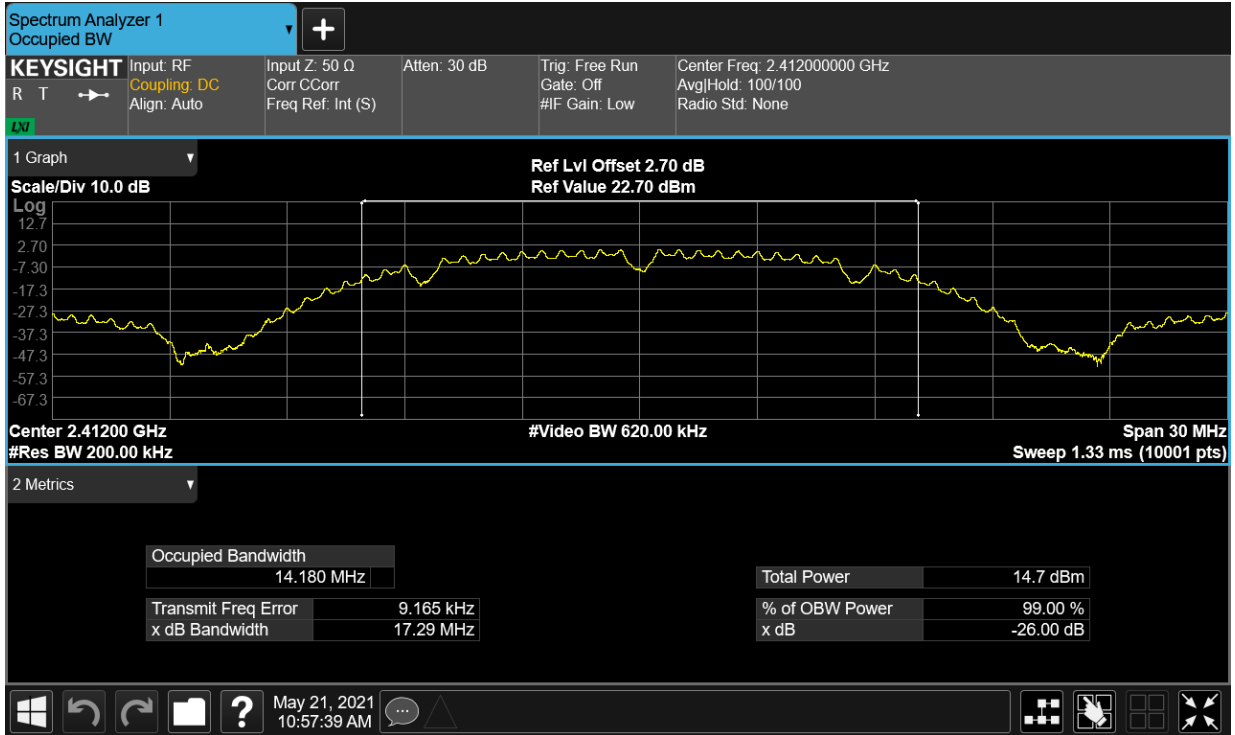 Spectrum Analyzer 1
Occupied BW
KEYSIGHT
R T
LXI
Input: RF
Coupling: DC
Align: Auto
Input Z: 50 Ω
Corr CCorr
Freq Ref: Int (S)
Atten: 30 dB
Trig: Free Run
Gate: Off
#IF Gain: Low
Center Freq: 2.412000000 GHz
Avg|Hold: 100/100
Radio Std: None
1 Graph
Scale/Div 10.0 dB
Ref Lvl Offset 2.70 dB
Ref Value 22.70 dBm
Log
12.7
2.70
-7.30
-17.3
-27.3
-37.3
-47.3
-57.3
-67.3
Center 2.41200 GHz
#Res BW 200.00 kHz
#Video BW 620.00 kHz
Span 30 MHz
Sweep 1.33 ms (10001 pts)
2 Metrics
Occupied Bandwidth
14.180 MHz
Transmit Freq Error 9.165 kHz
x dB Bandwidth 17.29 MHz
Total Power 14.7 dBm
% of OBW Power 99.00 %
x dB -26.00 dB
?
May 21, 2021
10:57:39 AM